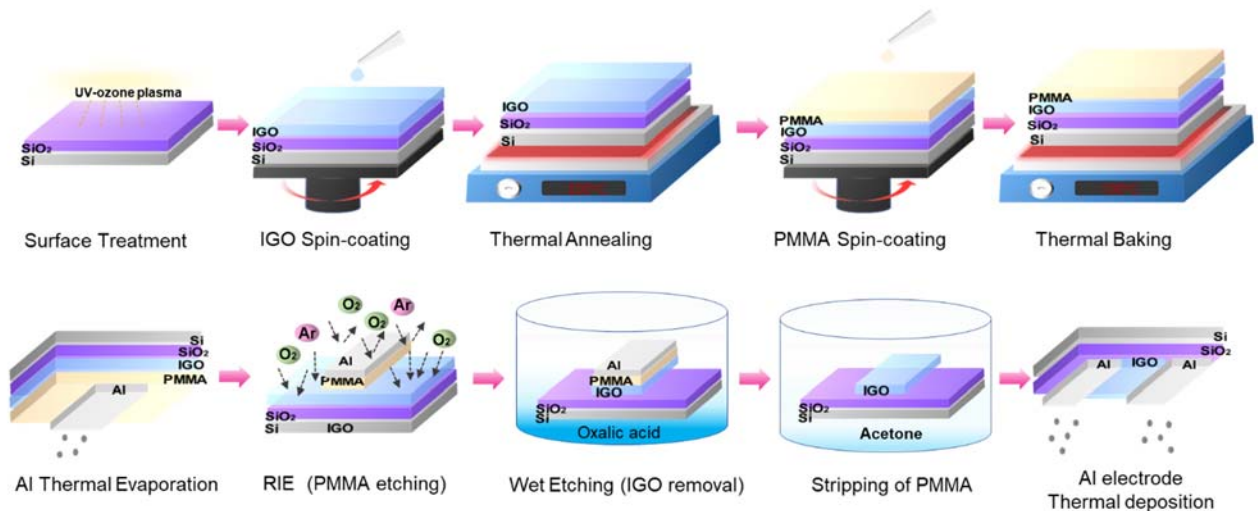 UV-ozone plasma
SiO₂
Si
Surface Treatment
IGO
SiO₂
Si
IGO Spin-coating
IGO
SiO₂
Si
Thermal Annealing
PMMA
IGO
SiO₂
Si
PMMA Spin-coating
PMMA
IGO
SiO₂
Si
Thermal Baking
Si
SiO₂
IGO
PMMA
Al
Al Thermal Evaporation
O₂
Ar
O₂
Ar
O₂
O₂
Al
PMMA
SiO₂
Si
IGO
RIE (PMMA etching)
Al
PMMA
IGO
SiO₂
Si
Oxalic acid
Wet Etching (IGO removal)
IGO
SiO₂
Si
Acetone
Stripping of PMMA
Si
SiO₂
Al IGO Al
Al electrode
Thermal deposition